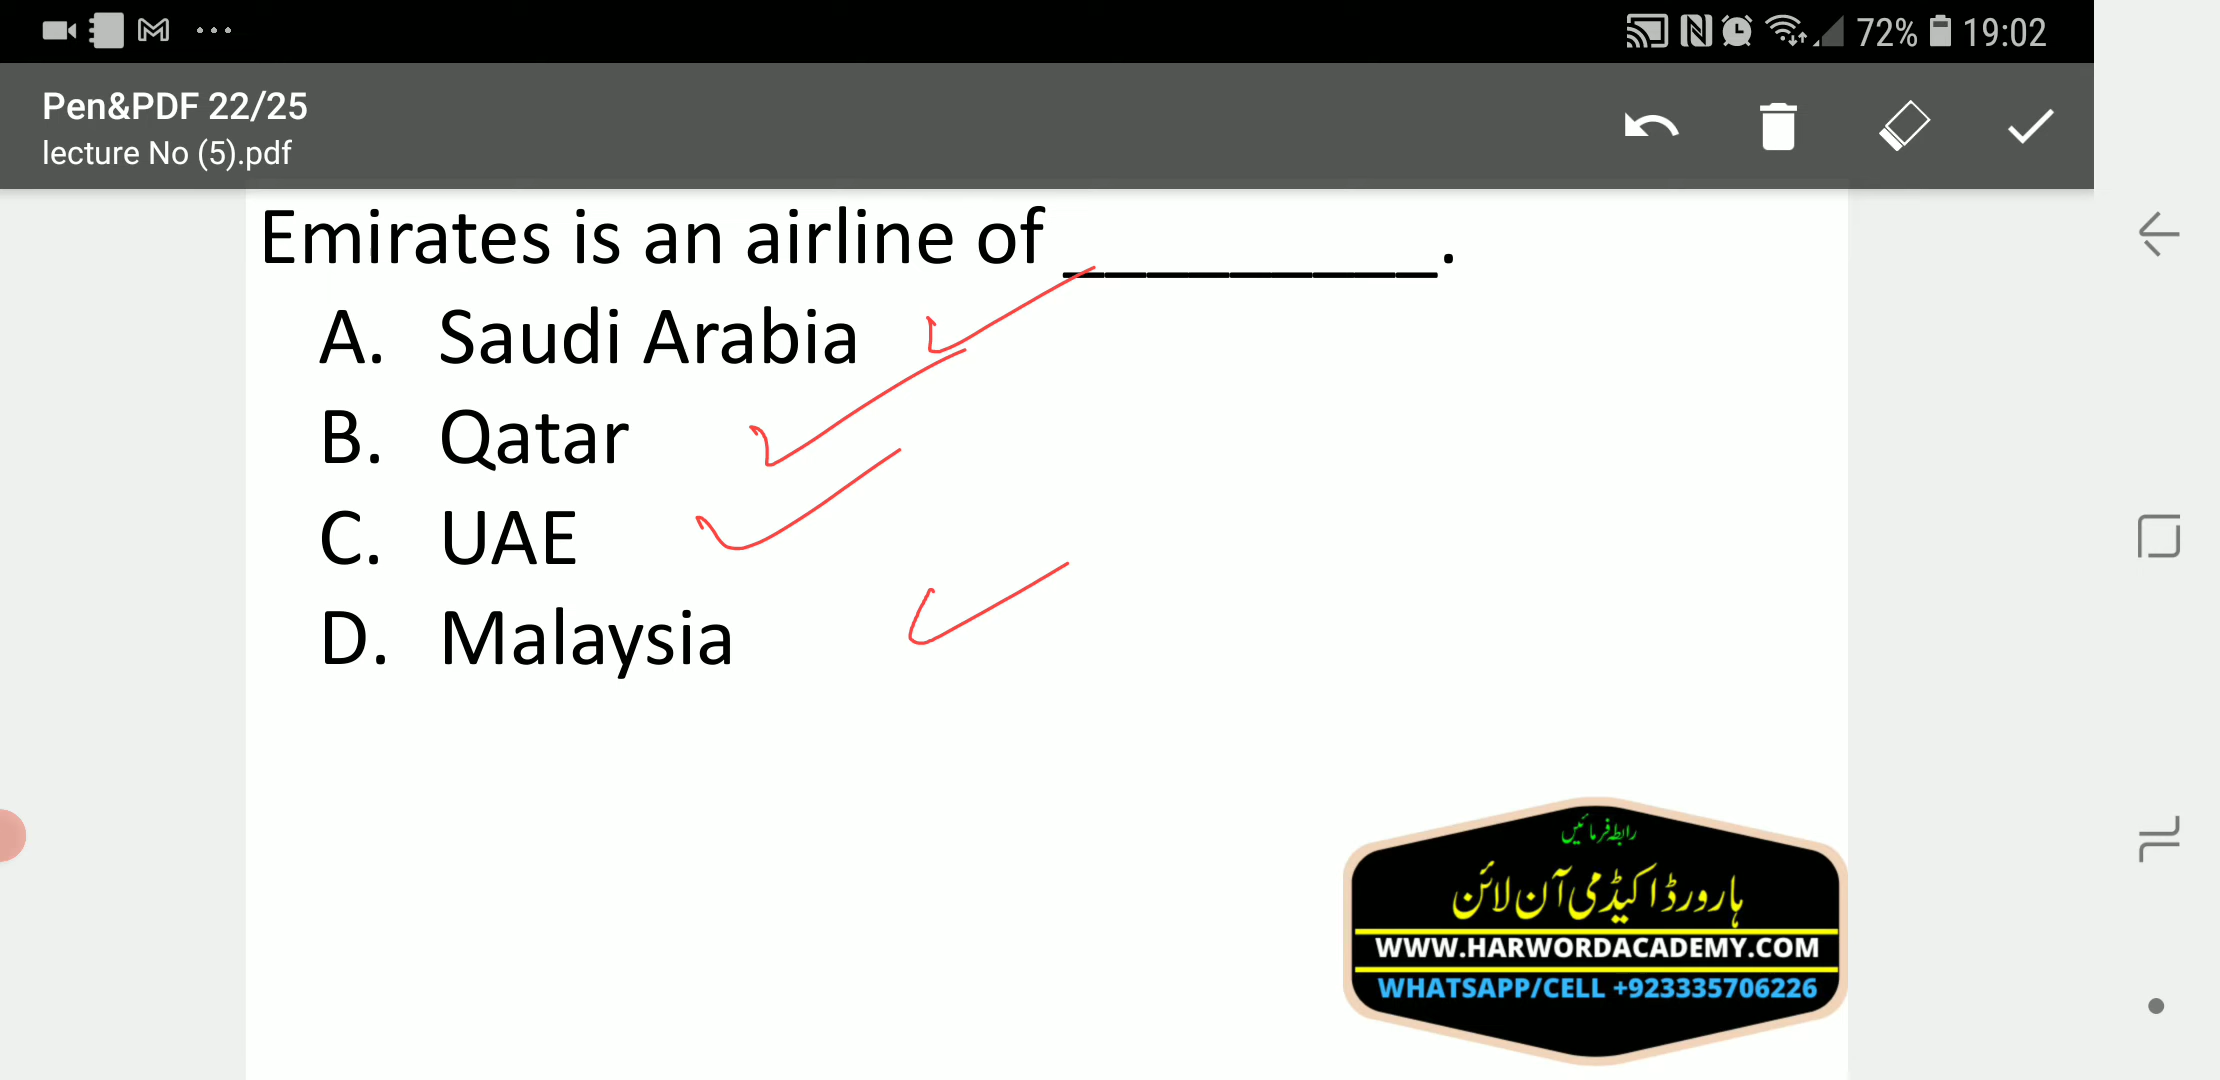 72% 19:02
Pen&PDF 22/25
lecture No (5).pdf
Emirates is an airline of _________.
A. Saudi Arabia
B. Qatar
C. UAE
D. Malaysia
رابطہ فرمائیں
ہارورڈ اکیڈمی آن لائن
WWW.HARWORDACADEMY.COM
WHATSAPP/CELL +923335706226